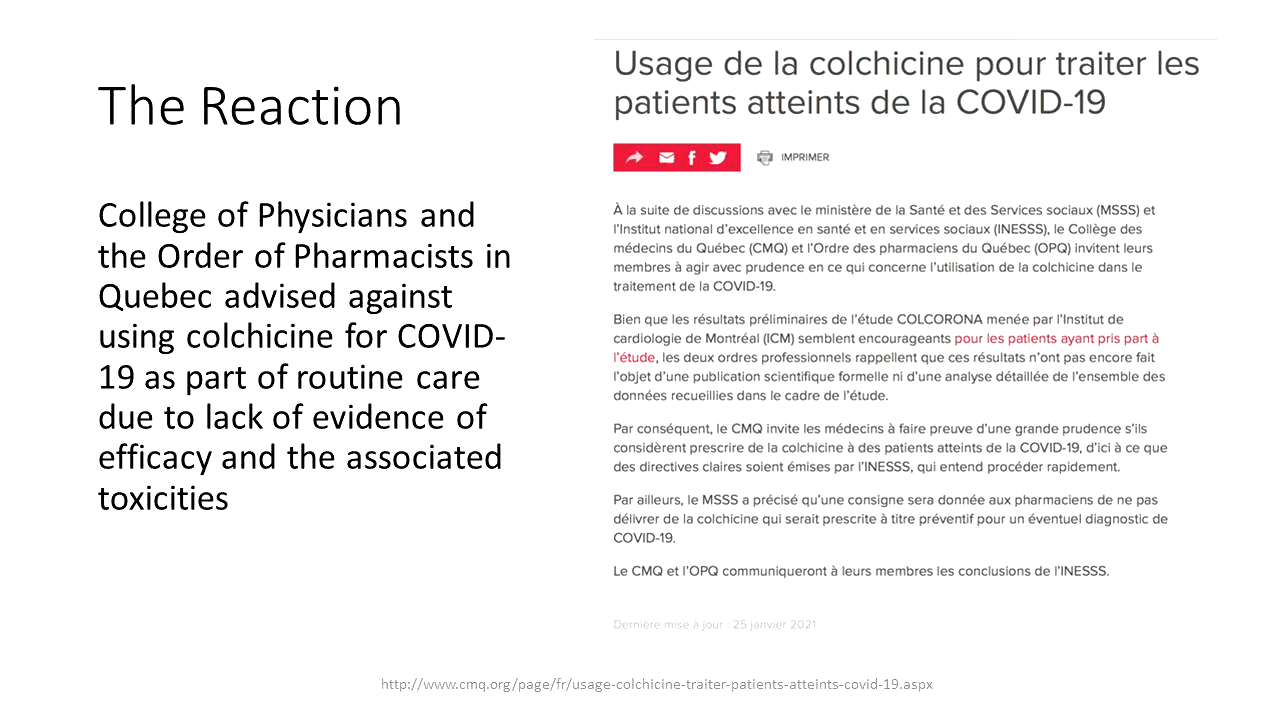 The Reaction
College of Physicians and
the Order of Pharmacists in
Quebec advised against
using colchicine for COVID-
19 as part of routine care
due to lack of evidence of
efficacy and the associated
toxicities
Usage de la colchicine pour traiter les
patients atteints de la COVID-19
IMPRIMER
À la suite de discussions avec le ministère de la Santé et des Services sociaux (MSSS) et
l'Institut national d'excellence en santé et en services sociaux (INESSS), le Collège des
médecins du Québec (CMQ) et l'Ordre des pharmaciens du Québec (OPQ) invitent leurs
membres à agir avec prudence en ce qui concerne l'utilisation de la colchicine dans le
traitement de la COVID-19.
Bien que les résultats préliminaires de l'étude COLCORONA menée par l'Institut de
cardiologie de Montréal (ICM) semblent encourageants pour les patients ayant pris part à
l'étude, les deux ordres professionnels rappellent que ces résultats n'ont pas encore fait
l'objet d'une publication scientifique formelle ni d'une analyse détaillée de l'ensemble des
données recueillies dans le cadre de l'étude.
Par conséquent, le CMQ invite les médecins à faire preuve d'une grande prudence s'ils
considèrent prescrire de la colchicine à des patients atteints de la COVID-19, d'ici à ce que
des directives claires soient émises par l'INESSS, qui entend procéder rapidement.
Par ailleurs, le MSSS a précisé qu'une consigne sera donnée aux pharmaciens de ne pas
délivrer de la colchicine qui serait prescrite à titre préventif pour un éventuel diagnostic de
COVID-19.
Le CMQ et l'OPQ communiqueront à leurs membres les conclusions de l'INESSS.
Dernière mise à jour : 25 janvier 2021
http://www.cmq.org/page/fr/usage-colchicine-traiter-patients-atteints-covid-19.aspx